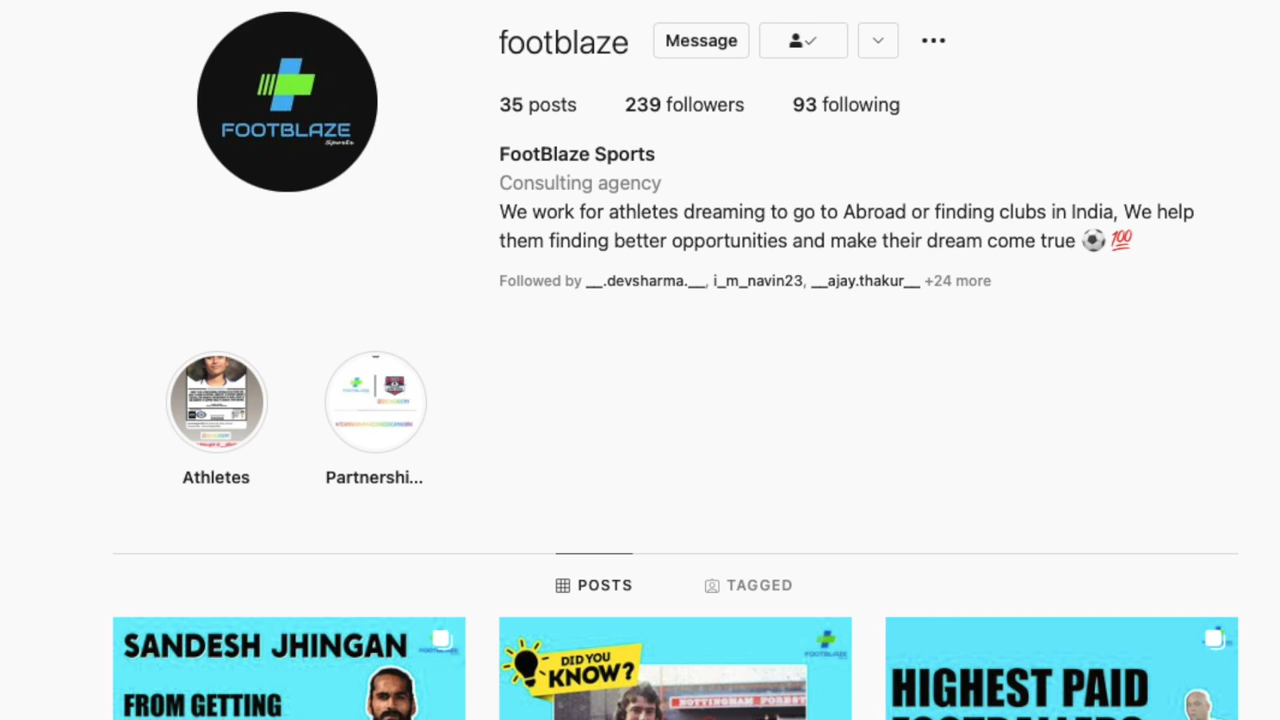 footblaze
Message
35 posts 239 followers 93 following
FOOTBLAZE
Sports
FootBlaze Sports
Consulting agency
We work for athletes dreaming to go to Abroad or finding clubs in India, We help
them finding better opportunities and make their dream come true ⚽ 💯
Followed by __.devsharma.__, i_m_navin23, __ajay.thakur__ +24 more
Athletes
Partnershi...
POSTS
TAGGED
SANDESH JHINGAN
FROM GETTING
DID YOU
KNOW?
FOOTBLAZE
NOTTINGHAM FOREST
HIGHEST PAID
FOOTBALLERS